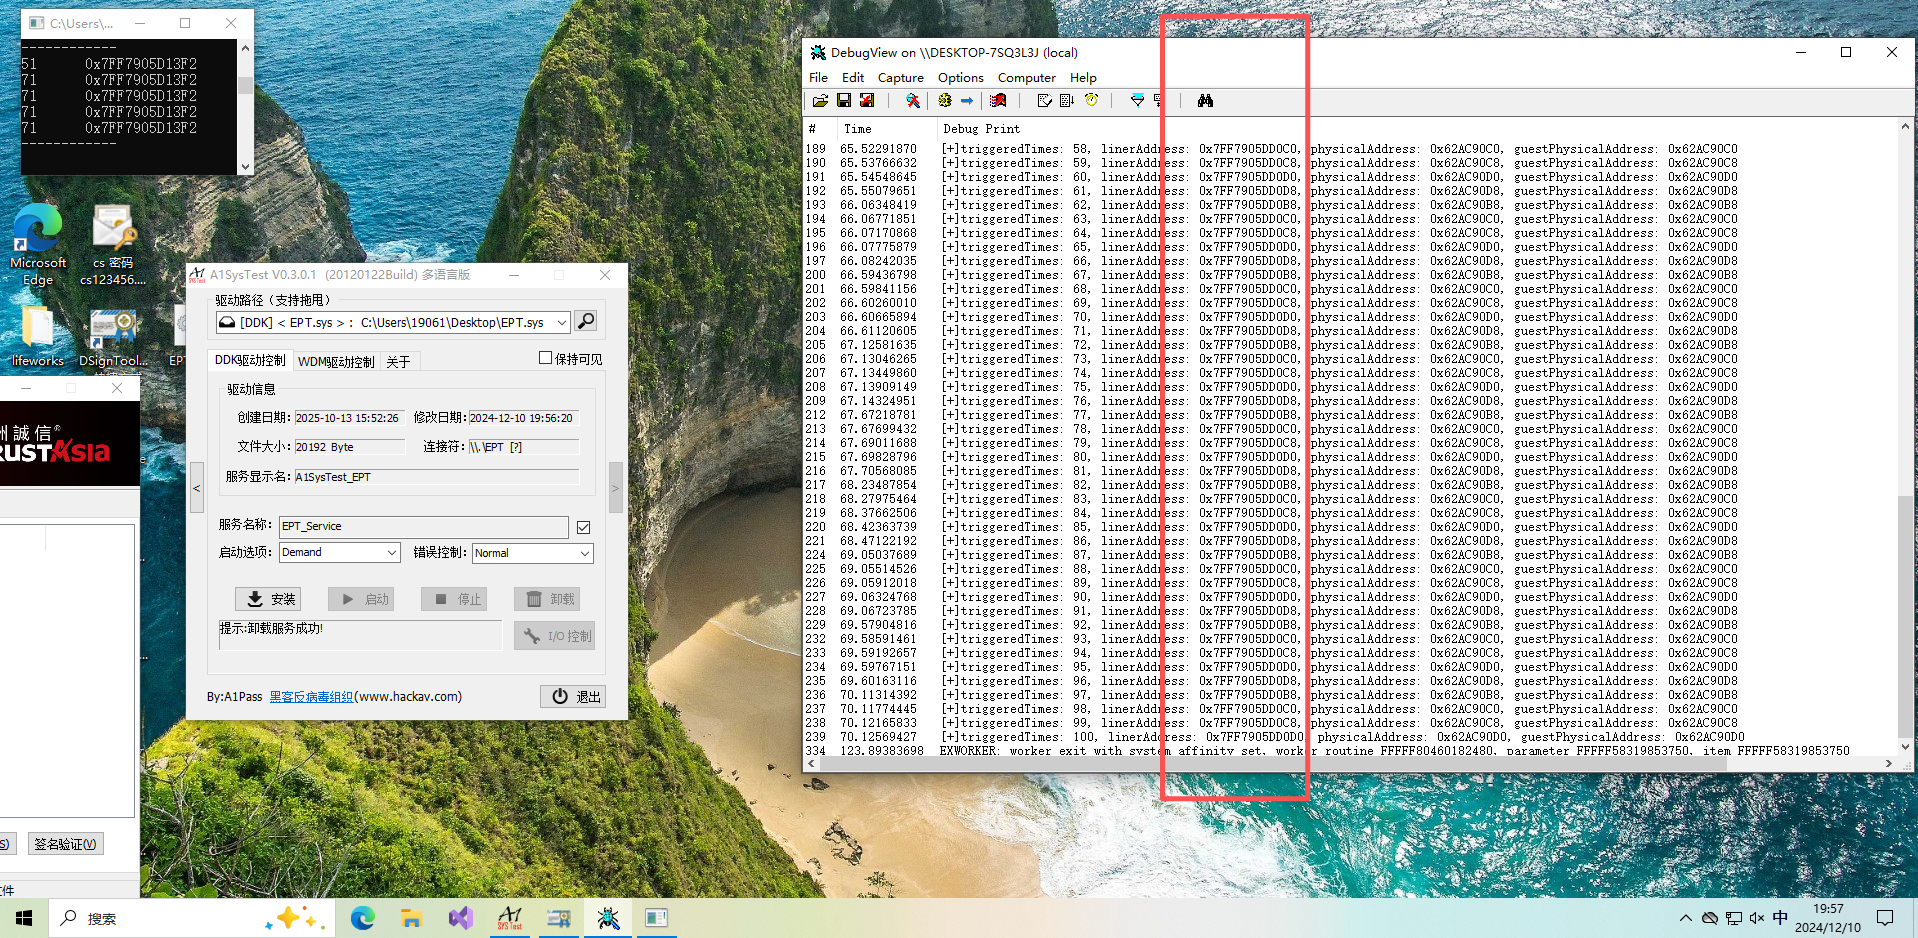 C:\Users\...
------------
51 0x7FF7905D13F2
71 0x7FF7905D13F2
71 0x7FF7905D13F2
71 0x7FF7905D13F2
71 0x7FF7905D13F2
------------
Microsoft Edge
cs 密码 cs123456....
lifeworks
DSignTool...
EP
A1SysTest V0.3.0.1 (20120122Build) 多语言版
驱动路径（支持拖甩）
[DDK] < EPT.sys > : C:\Users\19061\Desktop\EPT.sys
DDK驱动控制 WDM驱动控制 关于 保持可见
驱动信息
创建日期: 2025-10-13 15:52:26 修改日期: 2024-12-10 19:56:20
文件大小: 20192 Byte 连接符: \\.\EPT [?]
服务显示名: A1SysTest_EPT
< >
服务名称: EPT_Service
启动选项: Demand 错误控制: Normal
安装 启动 停止 卸载
提示:卸载服务成功!
I/O 控制
By:A1Pass 黑客反病毒组织(www.hackav.com) 退出
州誠信®
RUSTAsia
S) 签名验证(V)
文件
DebugView on \\DESKTOP-7SQ3L3J (local)
File Edit Capture Options Computer Help
# Time Debug Print
189 65.52291870 [+]triggeredTimes: 58, linerAddress: 0x7FF7905DD0C0, physicalAddress: 0x62AC90C0, guestPhysicalAddress: 0x62AC90C0
190 65.53766632 [+]triggeredTimes: 59, linerAddress: 0x7FF7905DD0C8, physicalAddress: 0x62AC90C8, guestPhysicalAddress: 0x62AC90C8
191 65.54548645 [+]triggeredTimes: 60, linerAddress: 0x7FF7905DD0D0, physicalAddress: 0x62AC90D0, guestPhysicalAddress: 0x62AC90D0
192 65.55079651 [+]triggeredTimes: 61, linerAddress: 0x7FF7905DD0D8, physicalAddress: 0x62AC90D8, guestPhysicalAddress: 0x62AC90D8
193 66.06348419 [+]triggeredTimes: 62, linerAddress: 0x7FF7905DD0B8, physicalAddress: 0x62AC90B8, guestPhysicalAddress: 0x62AC90B8
194 66.06771851 [+]triggeredTimes: 63, linerAddress: 0x7FF7905DD0C0, physicalAddress: 0x62AC90C0, guestPhysicalAddress: 0x62AC90C0
195 66.07170868 [+]triggeredTimes: 64, linerAddress: 0x7FF7905DD0C8, physicalAddress: 0x62AC90C8, guestPhysicalAddress: 0x62AC90C8
196 66.07775879 [+]triggeredTimes: 65, linerAddress: 0x7FF7905DD0D0, physicalAddress: 0x62AC90D0, guestPhysicalAddress: 0x62AC90D0
197 66.08242035 [+]triggeredTimes: 66, linerAddress: 0x7FF7905DD0D8, physicalAddress: 0x62AC90D8, guestPhysicalAddress: 0x62AC90D8
200 66.59436798 [+]triggeredTimes: 67, linerAddress: 0x7FF7905DD0B8, physicalAddress: 0x62AC90B8, guestPhysicalAddress: 0x62AC90B8
201 66.59841156 [+]triggeredTimes: 68, linerAddress: 0x7FF7905DD0C0, physicalAddress: 0x62AC90C0, guestPhysicalAddress: 0x62AC90C0
202 66.60260010 [+]triggeredTimes: 69, linerAddress: 0x7FF7905DD0C8, physicalAddress: 0x62AC90C8, guestPhysicalAddress: 0x62AC90C8
203 66.60665894 [+]triggeredTimes: 70, linerAddress: 0x7FF7905DD0D0, physicalAddress: 0x62AC90D0, guestPhysicalAddress: 0x62AC90D0
204 66.61120605 [+]triggeredTimes: 71, linerAddress: 0x7FF7905DD0D8, physicalAddress: 0x62AC90D8, guestPhysicalAddress: 0x62AC90D8
205 67.12581635 [+]triggeredTimes: 72, linerAddress: 0x7FF7905DD0B8, physicalAddress: 0x62AC90B8, guestPhysicalAddress: 0x62AC90B8
206 67.13046265 [+]triggeredTimes: 73, linerAddress: 0x7FF7905DD0C0, physicalAddress: 0x62AC90C0, guestPhysicalAddress: 0x62AC90C0
207 67.13449860 [+]triggeredTimes: 74, linerAddress: 0x7FF7905DD0C8, physicalAddress: 0x62AC90C8, guestPhysicalAddress: 0x62AC90C8
208 67.13909149 [+]triggeredTimes: 75, linerAddress: 0x7FF7905DD0D0, physicalAddress: 0x62AC90D0, guestPhysicalAddress: 0x62AC90D0
209 67.14324951 [+]triggeredTimes: 76, linerAddress: 0x7FF7905DD0D8, physicalAddress: 0x62AC90D8, guestPhysicalAddress: 0x62AC90D8
212 67.67218781 [+]triggeredTimes: 77, linerAddress: 0x7FF7905DD0B8, physicalAddress: 0x62AC90B8, guestPhysicalAddress: 0x62AC90B8
213 67.67699432 [+]triggeredTimes: 78, linerAddress: 0x7FF7905DD0C0, physicalAddress: 0x62AC90C0, guestPhysicalAddress: 0x62AC90C0
214 67.69011688 [+]triggeredTimes: 79, linerAddress: 0x7FF7905DD0C8, physicalAddress: 0x62AC90C8, guestPhysicalAddress: 0x62AC90C8
215 67.69828796 [+]triggeredTimes: 80, linerAddress: 0x7FF7905DD0D0, physicalAddress: 0x62AC90D0, guestPhysicalAddress: 0x62AC90D0
216 67.70568085 [+]triggeredTimes: 81, linerAddress: 0x7FF7905DD0D8, physicalAddress: 0x62AC90D8, guestPhysicalAddress: 0x62AC90D8
217 68.23487854 [+]triggeredTimes: 82, linerAddress: 0x7FF7905DD0B8, physicalAddress: 0x62AC90B8, guestPhysicalAddress: 0x62AC90B8
218 68.27975464 [+]triggeredTimes: 83, linerAddress: 0x7FF7905DD0C0, physicalAddress: 0x62AC90C0, guestPhysicalAddress: 0x62AC90C0
219 68.37662506 [+]triggeredTimes: 84, linerAddress: 0x7FF7905DD0C8, physicalAddress: 0x62AC90C8, guestPhysicalAddress: 0x62AC90C8
220 68.42363739 [+]triggeredTimes: 85, linerAddress: 0x7FF7905DD0D0, physicalAddress: 0x62AC90D0, guestPhysicalAddress: 0x62AC90D0
221 68.47122192 [+]triggeredTimes: 86, linerAddress: 0x7FF7905DD0D8, physicalAddress: 0x62AC90D8, guestPhysicalAddress: 0x62AC90D8
224 69.05037689 [+]triggeredTimes: 87, linerAddress: 0x7FF7905DD0B8, physicalAddress: 0x62AC90B8, guestPhysicalAddress: 0x62AC90B8
225 69.05514526 [+]triggeredTimes: 88, linerAddress: 0x7FF7905DD0C0, physicalAddress: 0x62AC90C0, guestPhysicalAddress: 0x62AC90C0
226 69.05912018 [+]triggeredTimes: 89, linerAddress: 0x7FF7905DD0C8, physicalAddress: 0x62AC90C8, guestPhysicalAddress: 0x62AC90C8
227 69.06324768 [+]triggeredTimes: 90, linerAddress: 0x7FF7905DD0D0, physicalAddress: 0x62AC90D0, guestPhysicalAddress: 0x62AC90D0
228 69.06723785 [+]triggeredTimes: 91, linerAddress: 0x7FF7905DD0D8, physicalAddress: 0x62AC90D8, guestPhysicalAddress: 0x62AC90D8
229 69.57904816 [+]triggeredTimes: 92, linerAddress: 0x7FF7905DD0B8, physicalAddress: 0x62AC90B8, guestPhysicalAddress: 0x62AC90B8
232 69.58591461 [+]triggeredTimes: 93, linerAddress: 0x7FF7905DD0C0, physicalAddress: 0x62AC90C0, guestPhysicalAddress: 0x62AC90C0
233 69.59192657 [+]triggeredTimes: 94, linerAddress: 0x7FF7905DD0C8, physicalAddress: 0x62AC90C8, guestPhysicalAddress: 0x62AC90C8
234 69.59767151 [+]triggeredTimes: 95, linerAddress: 0x7FF7905DD0D0, physicalAddress: 0x62AC90D0, guestPhysicalAddress: 0x62AC90D0
235 69.60163116 [+]triggeredTimes: 96, linerAddress: 0x7FF7905DD0D8, physicalAddress: 0x62AC90D8, guestPhysicalAddress: 0x62AC90D8
236 70.11314392 [+]triggeredTimes: 97, linerAddress: 0x7FF7905DD0B8, physicalAddress: 0x62AC90B8, guestPhysicalAddress: 0x62AC90B8
237 70.11774445 [+]triggeredTimes: 98, linerAddress: 0x7FF7905DD0C0, physicalAddress: 0x62AC90C0, guestPhysicalAddress: 0x62AC90C0
238 70.12165833 [+]triggeredTimes: 99, linerAddress: 0x7FF7905DD0C8, physicalAddress: 0x62AC90C8, guestPhysicalAddress: 0x62AC90C8
239 70.12569427 [+]triggeredTimes: 100, linerAddress: 0x7FF7905DD0D0, physicalAddress: 0x62AC90D0, guestPhysicalAddress: 0x62AC90D0
334 123.89383698 EXWORKER: worker exit with system affinity set, worker routine FFFFF80460182480, parameter FFFFF58319853750, item FFFFF58319853750
搜索
A1 SYS Test
中
19:57
2024/12/10